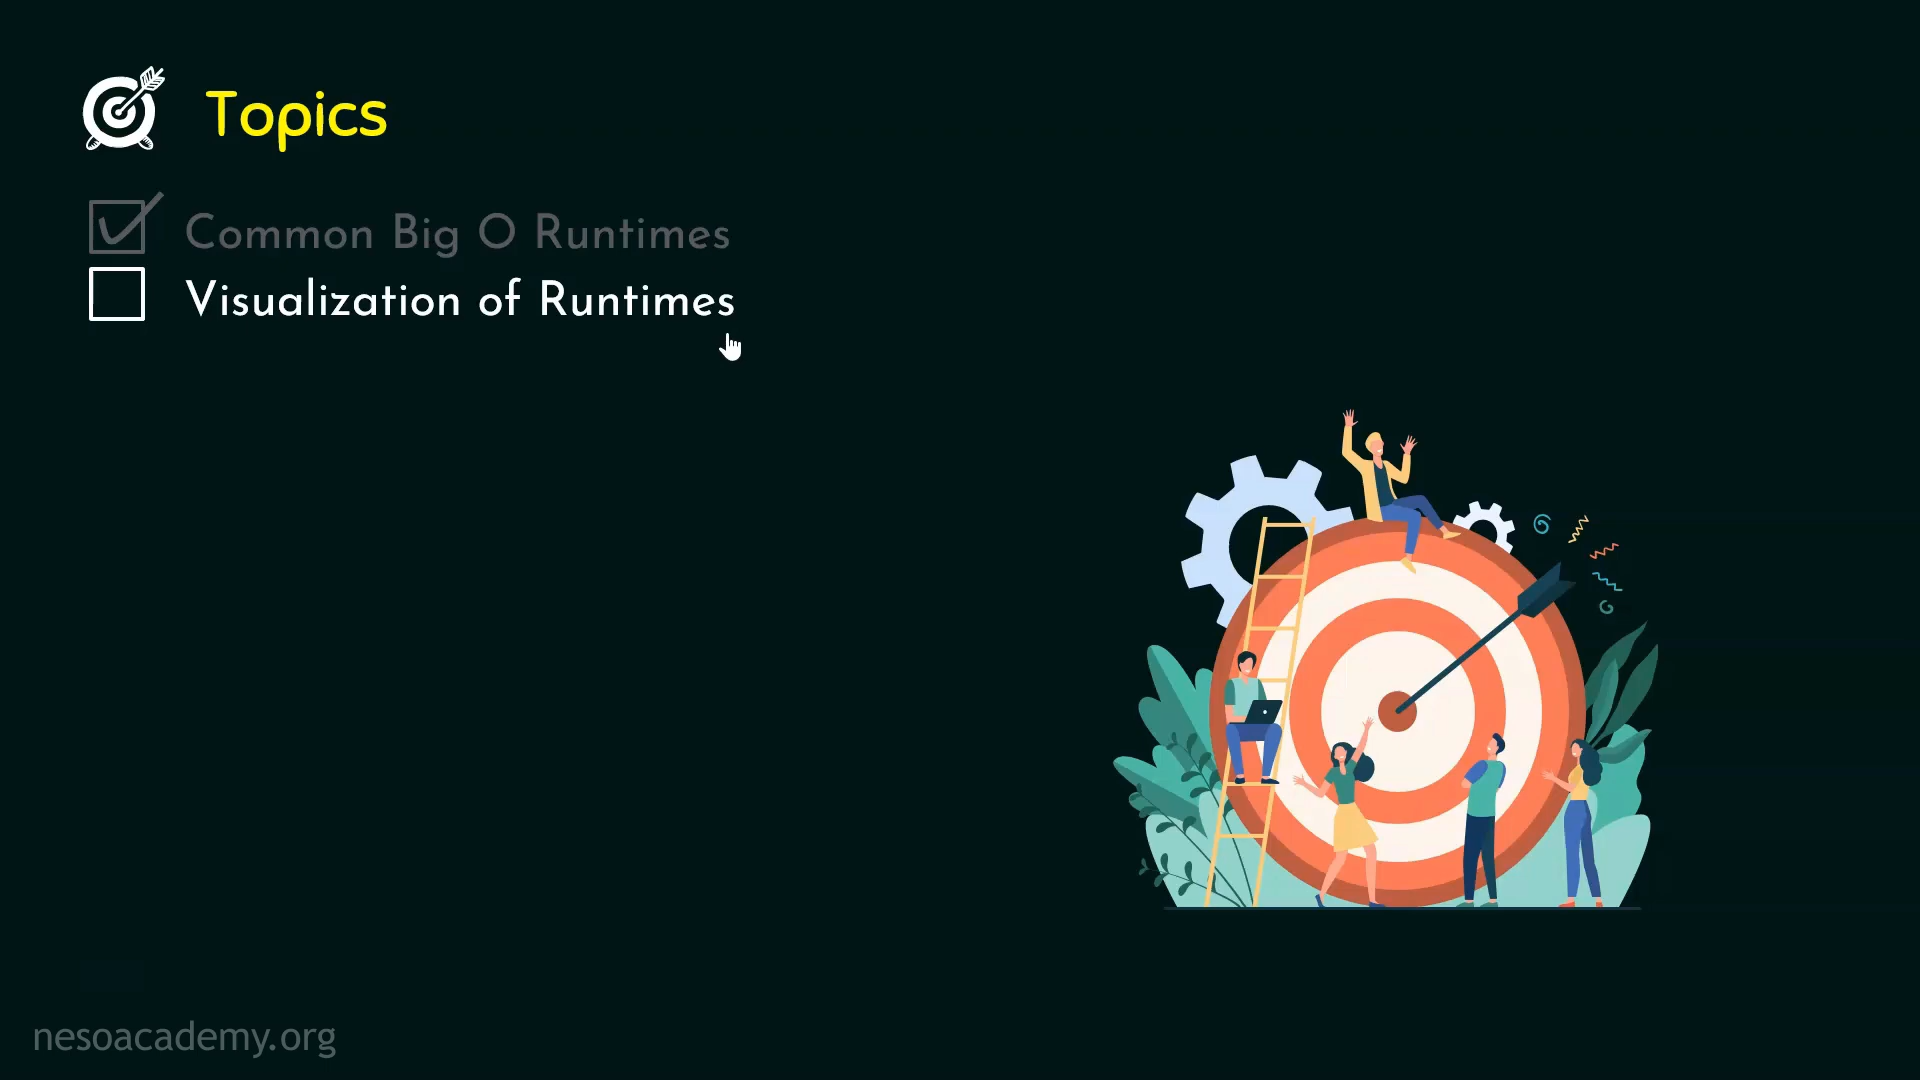 Topics
Common Big O Runtimes
Visualization of Runtimes
nesoacademy.org